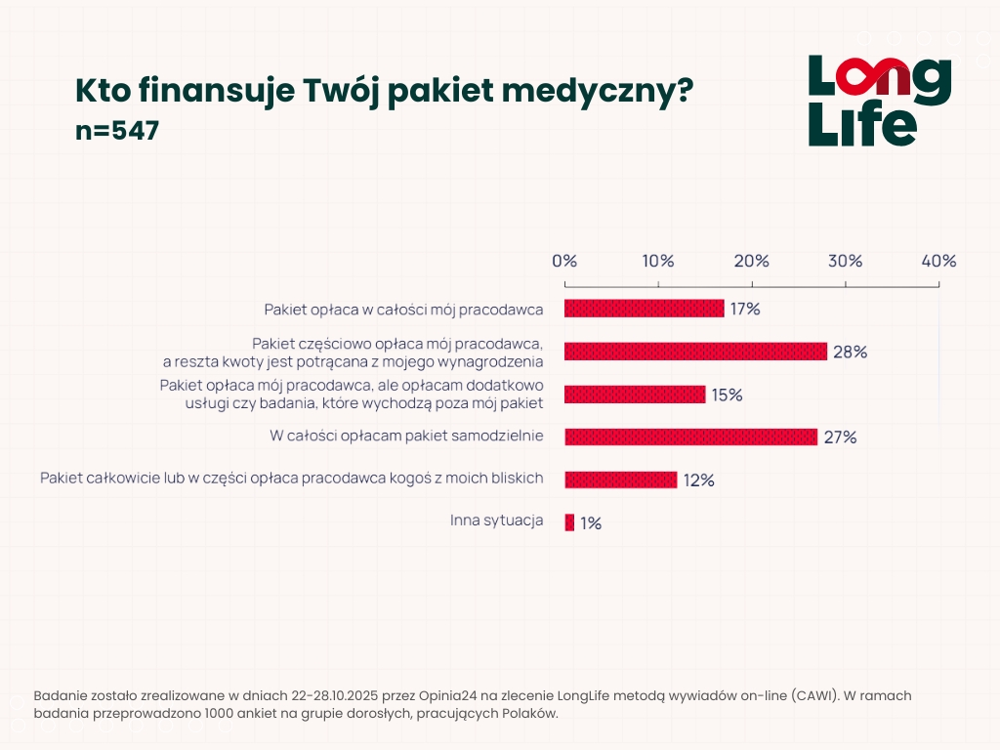 Kto finansuje Twój pakiet medyczny?
n=547
Long
Life
0% 10% 20% 30% 40%
Pakiet opłaca w całości mój pracodawca 17%
Pakiet częściowo opłaca mój pracodawca,
a reszta kwoty jest potrącana z mojego wynagrodzenia 28%
Pakiet opłaca mój pracodawca, ale opłacam dodatkowo
usługi czy badania, które wychodzą poza mój pakiet 15%
W całości opłacam pakiet samodzielnie 27%
Pakiet całkowicie lub w części opłaca pracodawca kogoś z moich bliskich 12%
Inna sytuacja 1%
Badanie zostało zrealizowane w dniach 22-28.10.2025 przez Opinia24 na zlecenie LongLife metodą wywiadów on-line (CAWI). W ramach
badania przeprowadzono 1000 ankiet na grupie dorosłych, pracujących Polaków.